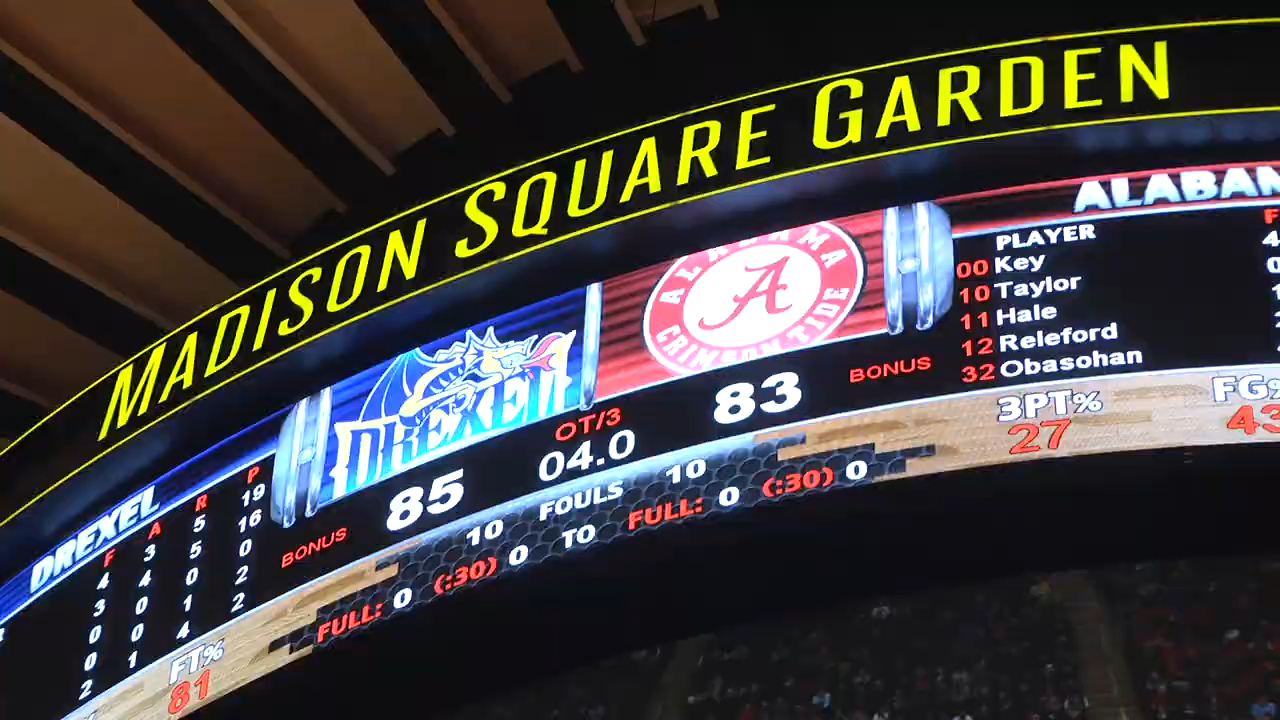 MADISON SQUARE GARDEN
DREXEL
F A R P
4 3 5 19
3 4 5 16
0 0 0 0
0 0 1 2
2 1 4 2
FT%
81
DREXEL
ALABAMA
CRIMSON TIDE
A
85
OT/3
04.0
83
BONUS
BONUS
10 FOULS 10
FULL: 0 (:30) 0 TO FULL: 0 (:30) 0
PLAYER
00 Key
10 Taylor
11 Hale
12 Releford
32 Obasohan
3PT%
27
43